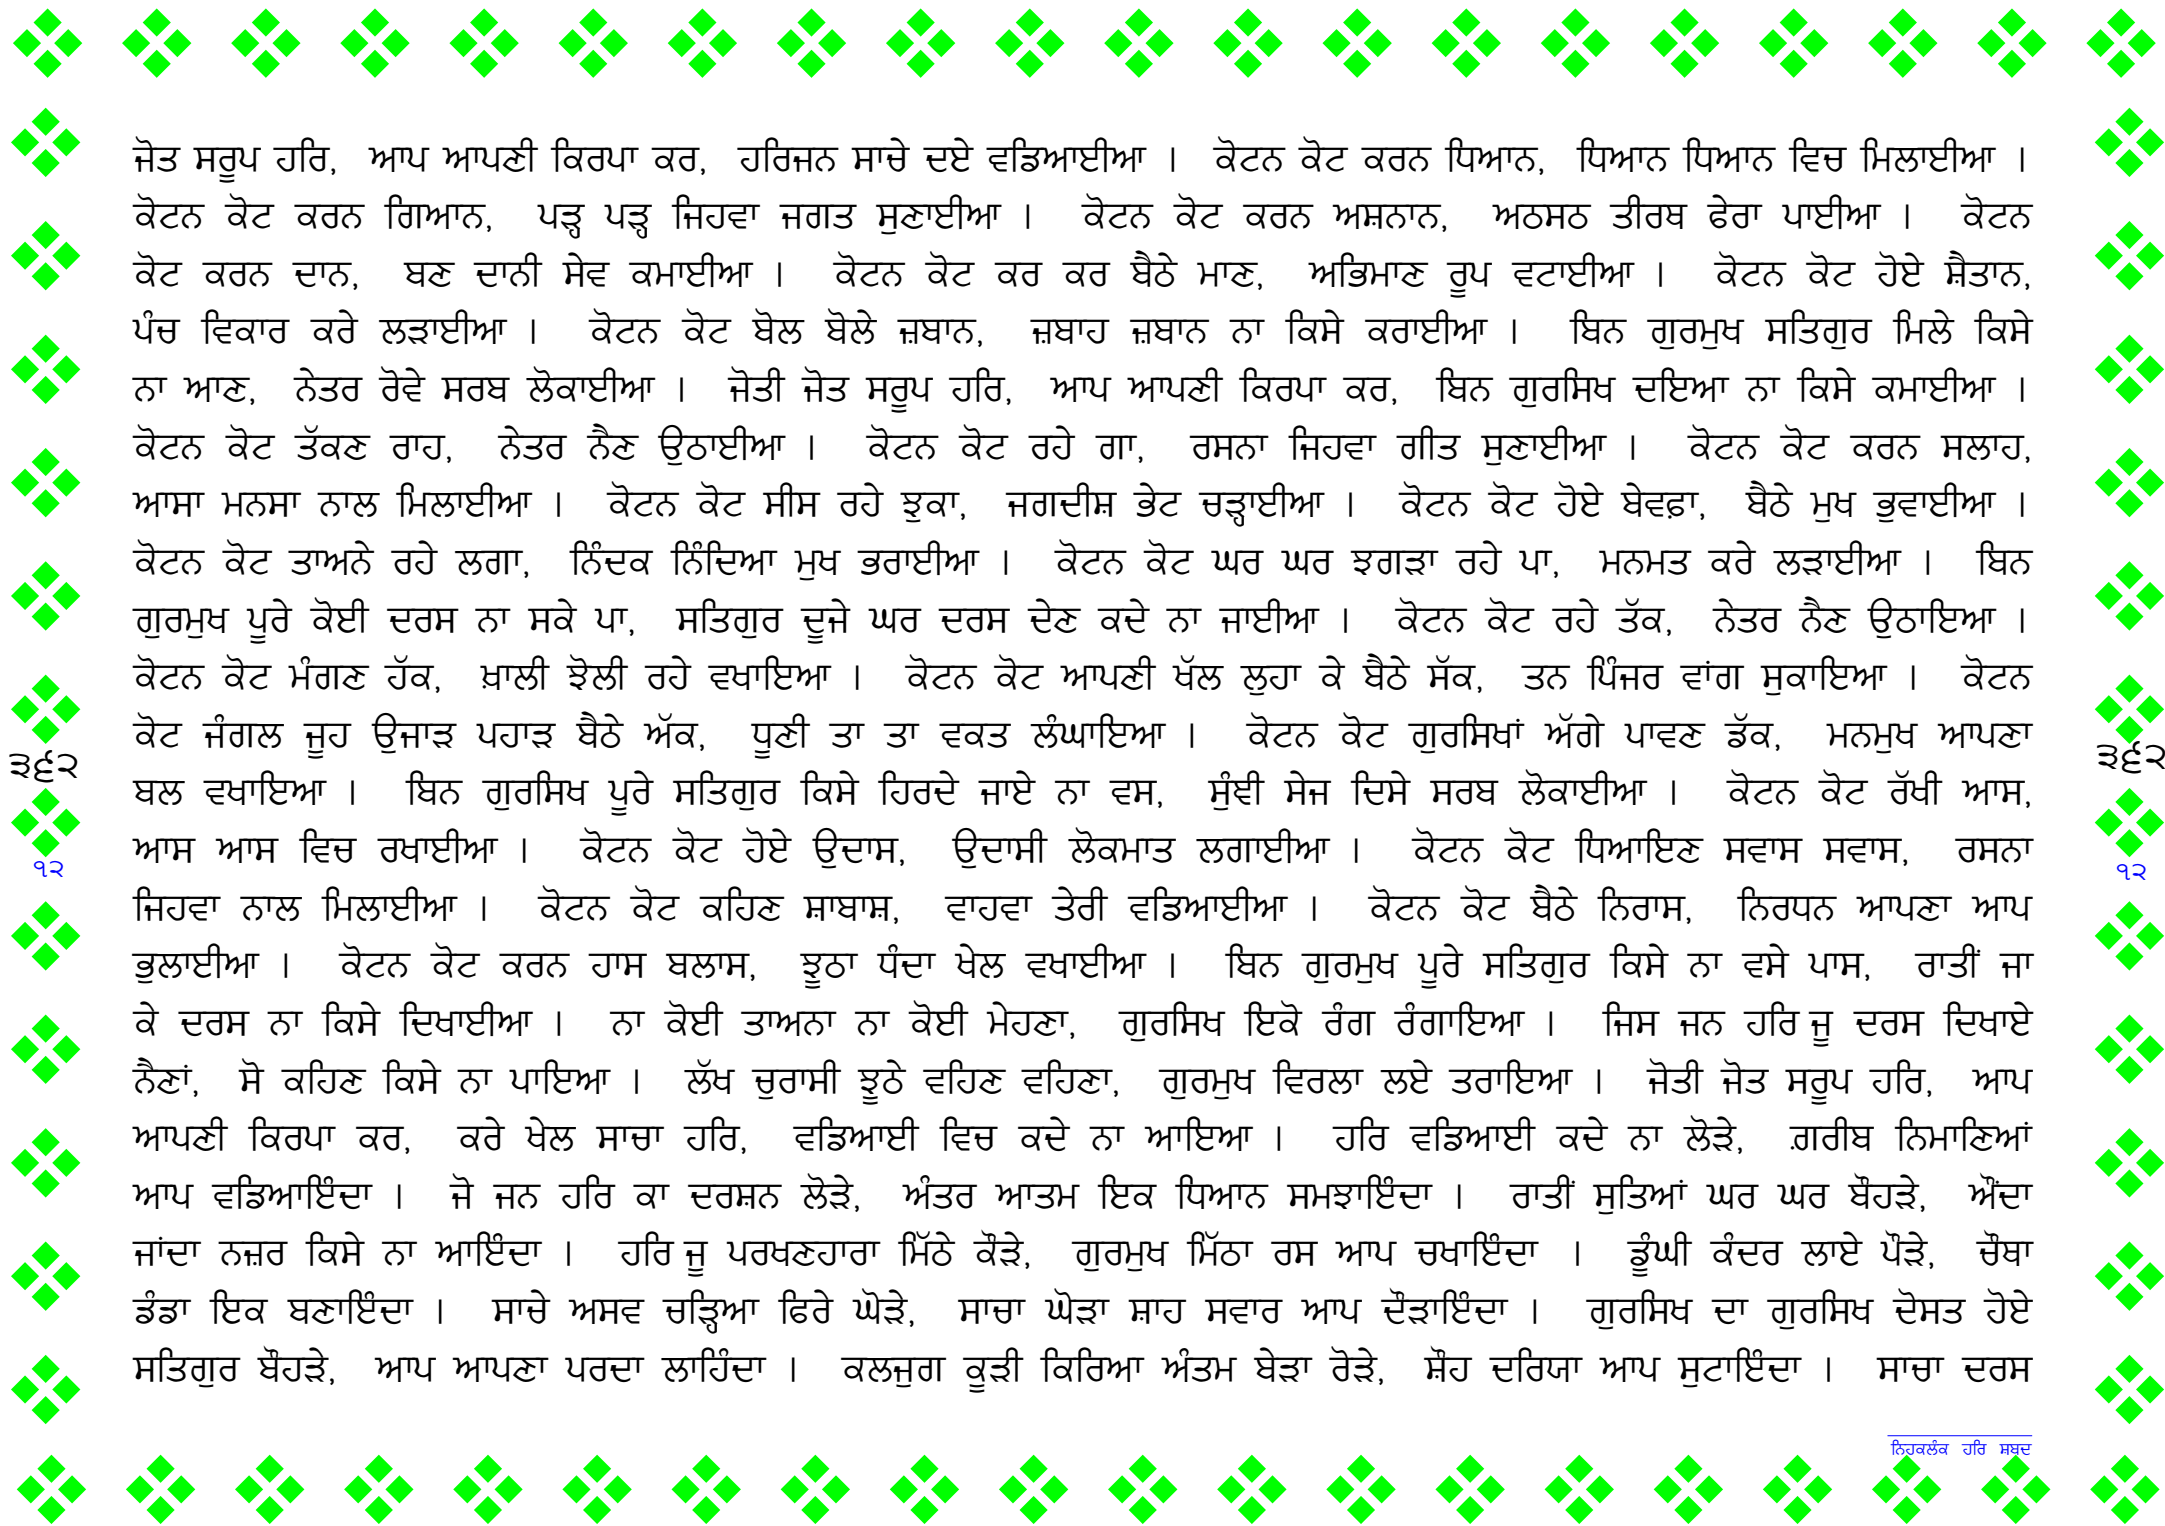 ਜੋਤ ਸਰੂਪ ਹਰਿ, ਆਪ ਆਪਣੀ ਕਿਰਪਾ ਕਰ, ਹਰਿਜਨ ਸਾਚੇ ਦਏ ਵਡਿਆਈਆ । ਕੋਟਨ ਕੋਟ ਕਰਨ ਧਿਆਨ, ਧਿਆਨ ਧਿਆਨ ਵਿਚ ਮਿਲਾਈਆ ।
ਕੋਟਨ ਕੋਟ ਕਰਨ ਗਿਆਨ, ਪੜ੍ਹ ਪੜ੍ਹ ਜਿਹਵਾ ਜਗਤ ਸੁਣਾਈਆ । ਕੋਟਨ ਕੋਟ ਕਰਨ ਅਸ਼ਨਾਨ, ਅਠਸਠ ਤੀਰਥ ਫੇਰਾ ਪਾਈਆ । ਕੋਟਨ
ਕੋਟ ਕਰਨ ਦਾਨ, ਬਣ ਦਾਨੀ ਸੇਵ ਕਮਾਈਆ । ਕੋਟਨ ਕੋਟ ਕਰ ਕਰ ਬੈਠੇ ਮਾਣ, ਅਭਿਮਾਣ ਰੂਪ ਵਟਾਈਆ । ਕੋਟਨ ਕੋਟ ਹੋਏ ਸ਼ੈਤਾਨ,
ਪੰਚ ਵਿਕਾਰ ਕਰੇ ਲੜਾਈਆ । ਕੋਟਨ ਕੋਟ ਬੋਲ ਬੋਲੇ ਜ਼ਬਾਨ, ਜ਼ਬਾਹ ਜ਼ਬਾਨ ਨਾ ਕਿਸੇ ਕਰਾਈਆ । ਬਿਨ ਗੁਰਮੁਖ ਸਤਿਗੁਰ ਮਿਲੇ ਕਿਸੇ
ਨਾ ਆਣ, ਨੇਤਰ ਰੋਵੇ ਸਰਬ ਲੋਕਾਈਆ । ਜੋਤੀ ਜੋਤ ਸਰੂਪ ਹਰਿ, ਆਪ ਆਪਣੀ ਕਿਰਪਾ ਕਰ, ਬਿਨ ਗੁਰਸਿਖ ਦਇਆ ਨਾ ਕਿਸੇ ਕਮਾਈਆ ।
ਕੋਟਨ ਕੋਟ ਤੱਕਣ ਰਾਹ, ਨੇਤਰ ਨੈਣ ਉਠਾਈਆ । ਕੋਟਨ ਕੋਟ ਰਹੇ ਗਾ, ਰਸਨਾ ਜਿਹਵਾ ਗੀਤ ਸੁਣਾਈਆ । ਕੋਟਨ ਕੋਟ ਕਰਨ ਸਲਾਹ,
ਆਸਾ ਮਨਸਾ ਨਾਲ ਮਿਲਾਈਆ । ਕੋਟਨ ਕੋਟ ਸੀਸ ਰਹੇ ਝੁਕਾ, ਜਗਦੀਸ਼ ਭੇਟ ਚੜ੍ਹਾਈਆ । ਕੋਟਨ ਕੋਟ ਹੋਏ ਬੇਵਫ਼ਾ, ਬੈਠੇ ਮੁਖ ਭੁਵਾਈਆ ।
ਕੋਟਨ ਕੋਟ ਤਾਅਨੇ ਰਹੇ ਲਗਾ, ਨਿੰਦਕ ਨਿੰਦਿਆ ਮੁਖ ਭਰਾਈਆ । ਕੋਟਨ ਕੋਟ ਘਰ ਘਰ ਝਗੜਾ ਰਹੇ ਪਾ, ਮਨਮਤ ਕਰੇ ਲੜਾਈਆ । ਬਿਨ
ਗੁਰਮੁਖ ਪੂਰੇ ਕੋਈ ਦਰਸ ਨਾ ਸਕੇ ਪਾ, ਸਤਿਗੁਰ ਦੂਜੇ ਘਰ ਦਰਸ ਦੇਣ ਕਦੇ ਨਾ ਜਾਈਆ । ਕੋਟਨ ਕੋਟ ਰਹੇ ਤੱਕ, ਨੇਤਰ ਨੈਣ ਉਠਾਇਆ ।
ਕੋਟਨ ਕੋਟ ਮੰਗਣ ਹੱਕ, ਖ਼ਾਲੀ ਝੋਲੀ ਰਹੇ ਵਖਾਇਆ । ਕੋਟਨ ਕੋਟ ਆਪਣੀ ਖੱਲ ਲੁਹਾ ਕੇ ਬੈਠੇ ਸੱਕ, ਤਨ ਪਿੰਜਰ ਵਾਂਗ ਸੁਕਾਇਆ । ਕੋਟਨ
ਕੋਟ ਜੰਗਲ ਜੂਹ ਉਜਾੜ ਪਹਾੜ ਬੈਠੇ ਅੱਕ, ਧੂਣੀ ਤਾ ਤਾ ਵਕਤ ਲੰਘਾਇਆ । ਕੋਟਨ ਕੋਟ ਗੁਰਸਿਖਾਂ ਅੱਗੇ ਪਾਵਣ ਡੱਕ, ਮਨਮੁਖ ਆਪਣਾ
੩੬੨ ੩੬੨
ਬਲ ਵਖਾਇਆ । ਬਿਨ ਗੁਰਸਿਖ ਪੂਰੇ ਸਤਿਗੁਰ ਕਿਸੇ ਹਿਰਦੇ ਜਾਏ ਨਾ ਵਸ, ਸੁੰਞੀ ਸੇਜ ਦਿਸੇ ਸਰਬ ਲੋਕਾਈਆ । ਕੋਟਨ ਕੋਟ ਰੱਖੀ ਆਸ,
ਆਸ ਆਸ ਵਿਚ ਰਖਾਈਆ । ਕੋਟਨ ਕੋਟ ਹੋਏ ਉਦਾਸ, ਉਦਾਸੀ ਲੋਕਮਾਤ ਲਗਾਈਆ । ਕੋਟਨ ਕੋਟ ਧਿਆਇਣ ਸਵਾਸ ਸਵਾਸ, ਰਸਨਾ
੧੨ ੧੨
ਜਿਹਵਾ ਨਾਲ ਮਿਲਾਈਆ । ਕੋਟਨ ਕੋਟ ਕਹਿਣ ਸ਼ਾਬਾਸ਼, ਵਾਹਵਾ ਤੇਰੀ ਵਡਿਆਈਆ । ਕੋਟਨ ਕੋਟ ਬੈਠੇ ਨਿਰਾਸ, ਨਿਰਧਨ ਆਪਣਾ ਆਪ
ਭੁਲਾਈਆ । ਕੋਟਨ ਕੋਟ ਕਰਨ ਹਾਸ ਬਲਾਸ, ਝੂਠਾ ਧੰਦਾ ਖੇਲ ਵਖਾਈਆ । ਬਿਨ ਗੁਰਮੁਖ ਪੂਰੇ ਸਤਿਗੁਰ ਕਿਸੇ ਨਾ ਵਸੇ ਪਾਸ, ਰਾਤੀਂ ਜਾ
ਕੇ ਦਰਸ ਨਾ ਕਿਸੇ ਦਿਖਾਈਆ । ਨਾ ਕੋਈ ਤਾਅਨਾ ਨਾ ਕੋਈ ਮੇਹਣਾ, ਗੁਰਸਿਖ ਇਕੋ ਰੰਗ ਰੰਗਾਇਆ । ਜਿਸ ਜਨ ਹਰਿ ਜੂ ਦਰਸ ਦਿਖਾਏ
ਨੈਣਾਂ, ਸੋ ਕਹਿਣ ਕਿਸੇ ਨਾ ਪਾਇਆ । ਲੱਖ ਚੁਰਾਸੀ ਝੂਠੇ ਵਹਿਣ ਵਹਿਣਾ, ਗੁਰਮੁਖ ਵਿਰਲਾ ਲਏ ਤਰਾਇਆ । ਜੋਤੀ ਜੋਤ ਸਰੂਪ ਹਰਿ, ਆਪ
ਆਪਣੀ ਕਿਰਪਾ ਕਰ, ਕਰੇ ਖੇਲ ਸਾਚਾ ਹਰਿ, ਵਡਿਆਈ ਵਿਚ ਕਦੇ ਨਾ ਆਇਆ । ਹਰਿ ਵਡਿਆਈ ਕਦੇ ਨਾ ਲੋੜੇ, ਗ਼ਰੀਬ ਨਿਮਾਣਿਆਂ
ਆਪ ਵਡਿਆਇੰਦਾ । ਜੋ ਜਨ ਹਰਿ ਕਾ ਦਰਸ਼ਨ ਲੋੜੇ, ਅੰਤਰ ਆਤਮ ਇਕ ਧਿਆਨ ਸਮਝਾਇੰਦਾ । ਰਾਤੀਂ ਸੁਤਿਆਂ ਘਰ ਘਰ ਬੌਹੜੇ, ਔਂਦਾ
ਜਾਂਦਾ ਨਜ਼ਰ ਕਿਸੇ ਨਾ ਆਇੰਦਾ । ਹਰਿ ਜੂ ਪਰਖਣਹਾਰਾ ਮਿੱਠੇ ਕੌੜੇ, ਗੁਰਮੁਖ ਮਿੱਠਾ ਰਸ ਆਪ ਚਖਾਇੰਦਾ । ਡੂੰਘੀ ਕੰਦਰ ਲਾਏ ਪੌੜੇ, ਚੌਥਾ
ਡੰਡਾ ਇਕ ਬਣਾਇੰਦਾ । ਸਾਚੇ ਅਸਵ ਚੜ੍ਹਿਆ ਫਿਰੇ ਘੋੜੇ, ਸਾਚਾ ਘੋੜਾ ਸ਼ਾਹ ਸਵਾਰ ਆਪ ਦੌੜਾਇੰਦਾ । ਗੁਰਸਿਖ ਦਾ ਗੁਰਸਿਖ ਦੋਸਤ ਹੋਏ
ਸਤਿਗੁਰ ਬੌਹੜੇ, ਆਪ ਆਪਣਾ ਪਰਦਾ ਲਾਹਿੰਦਾ । ਕਲਜੁਗ ਕੂੜੀ ਕਿਰਿਆ ਅੰਤਮ ਬੇੜਾ ਰੋੜੇ, ਸ਼ੌਹ ਦਰਿਯਾ ਆਪ ਸੁਟਾਇੰਦਾ । ਸਾਚਾ ਦਰਸ
ਨਿਹਕਲੰਕ ਹਰਿ ਸ਼ਬਦ